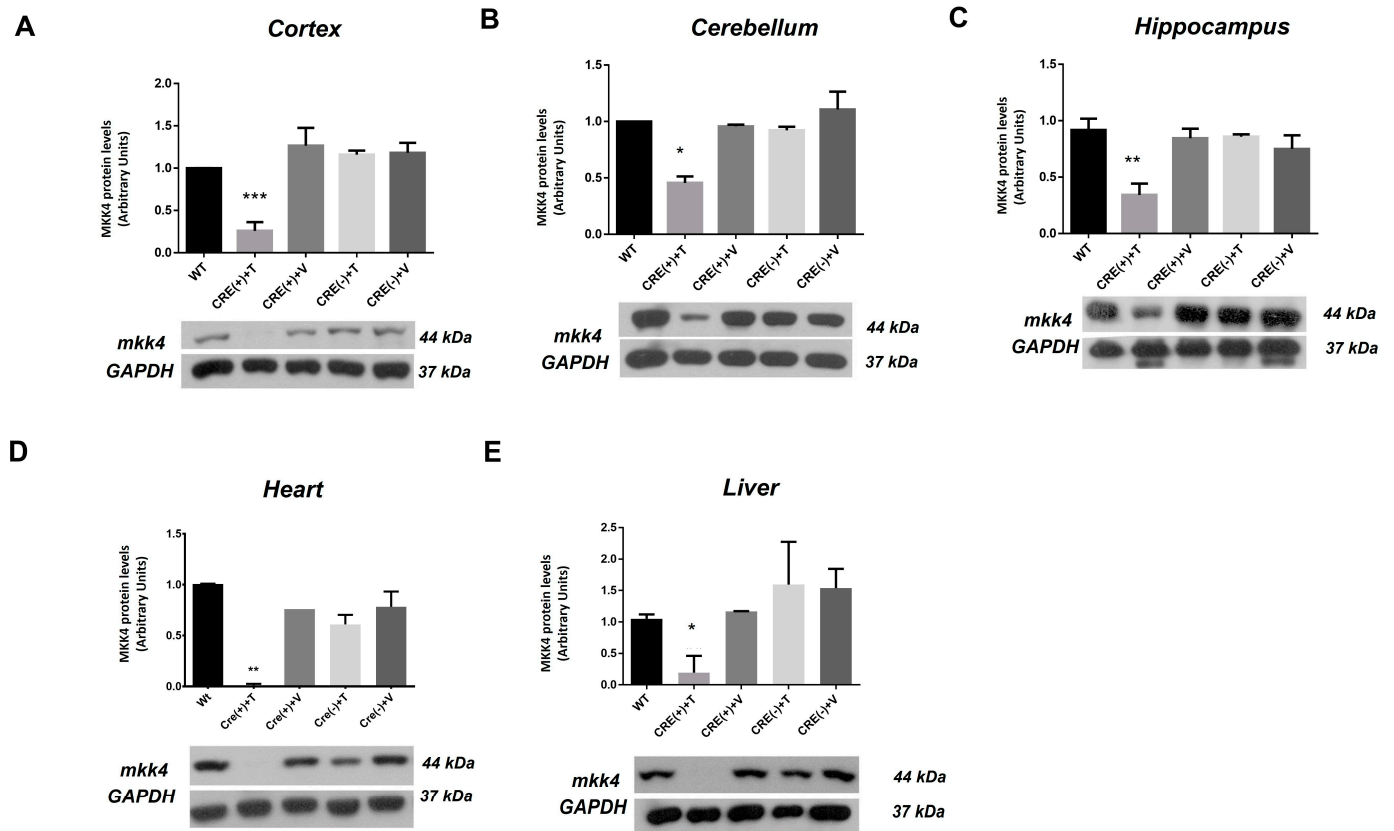 A
Cortex
MKK4 protein levels
(Arbitrary Units)
2.0
1.5
1.0
0.5
0.0
***
WT
CRE(+)+T
CRE(+)+V
CRE(-)+T
CRE(-)+V
mkk4
44 kDa
GAPDH
37 kDa
B
Cerebellum
MKK4 protein levels
(Arbitrary Units)
1.5
1.0
0.5
0.0
*
WT
CRE(+)+T
CRE(+)+V
CRE(-)+T
CRE(-)+V
mkk4
44 kDa
GAPDH
37 kDa
C
Hippocampus
MKK4 protein levels
(Arbitrary Units)
1.5
1.0
0.5
0.0
**
WT
CRE(+)+T
CRE(+)+V
CRE(-)+T
CRE(-)+V
mkk4
44 kDa
GAPDH
37 kDa
D
Heart
MKK4 protein levels
(Arbitrary Units)
1.5
1.0
0.5
0.0
**
Wt
Cre(+)+T
Cre(+)+V
Cre(-)+T
Cre(-)+V
mkk4
44 kDa
GAPDH
37 kDa
E
Liver
MKK4 protein levels
(Arbitrary Units)
2.5
2.0
1.5
1.0
0.5
0.0
*
WT
CRE(+)+T
CRE(+)+V
CRE(-)+T
CRE(-)+V
mkk4
44 kDa
GAPDH
37 kDa